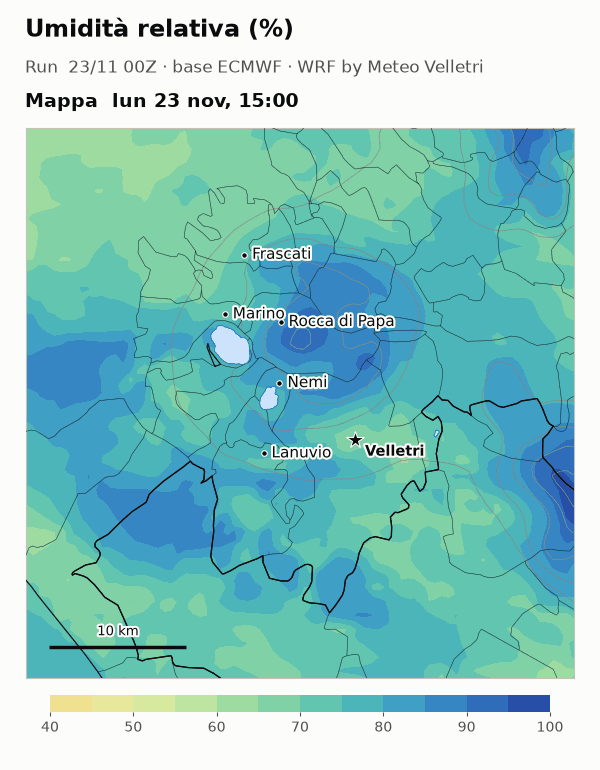 Umidità relativa (%)
Run  23/11 00Z · base ECMWF · WRF by Meteo Velletri
Mappa  lun 23 nov, 15:00
Frascati
Marino
Rocca di Papa
Nemi
Velletri
Lanuvio
10 km
40 50 60 70 80 90 100